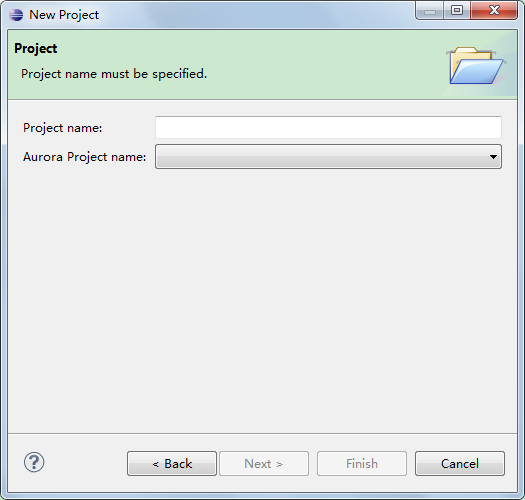 New Project
Project
Project name must be specified.
Project name:
Aurora Project name:
?
< Back
Next >
Finish
Cancel